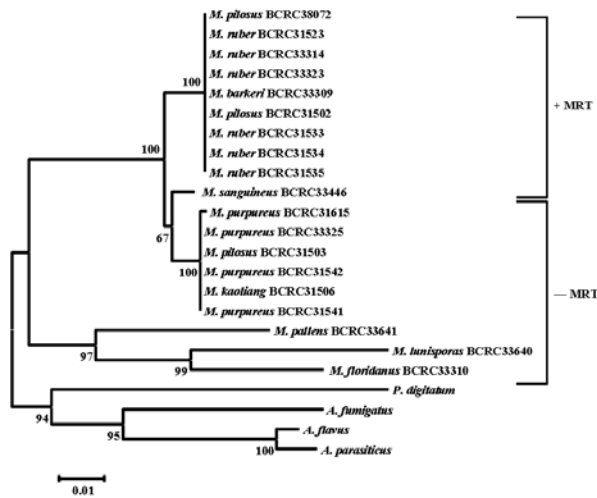 M. pilosus BCRC38072
M. ruber BCRC31523
M. ruber BCRC33314
M. ruber BCRC33323
100
M. barkeri BCRC33309
+ MRT
M. pilosus BCRC31502
M. ruber BCRC31533
100
M. ruber BCRC31534
M. ruber BCRC31535
M. sanguineus BCRC33446
M. purpureus BCRC31615
67
M. purpureus BCRC33325
M. pilosus BCRC31503
100
M. purpureus BCRC31542
M. kaoliang BCRC31506
— MRT
M. purpureus BCRC31541
M. pallens BCRC33641
97
M. lunisporas BCRC33640
99
M. floridanus BCRC33310
P. digitatum
94
A. fumigatus
95
A. flavus
100
A. parasiticus
0.01